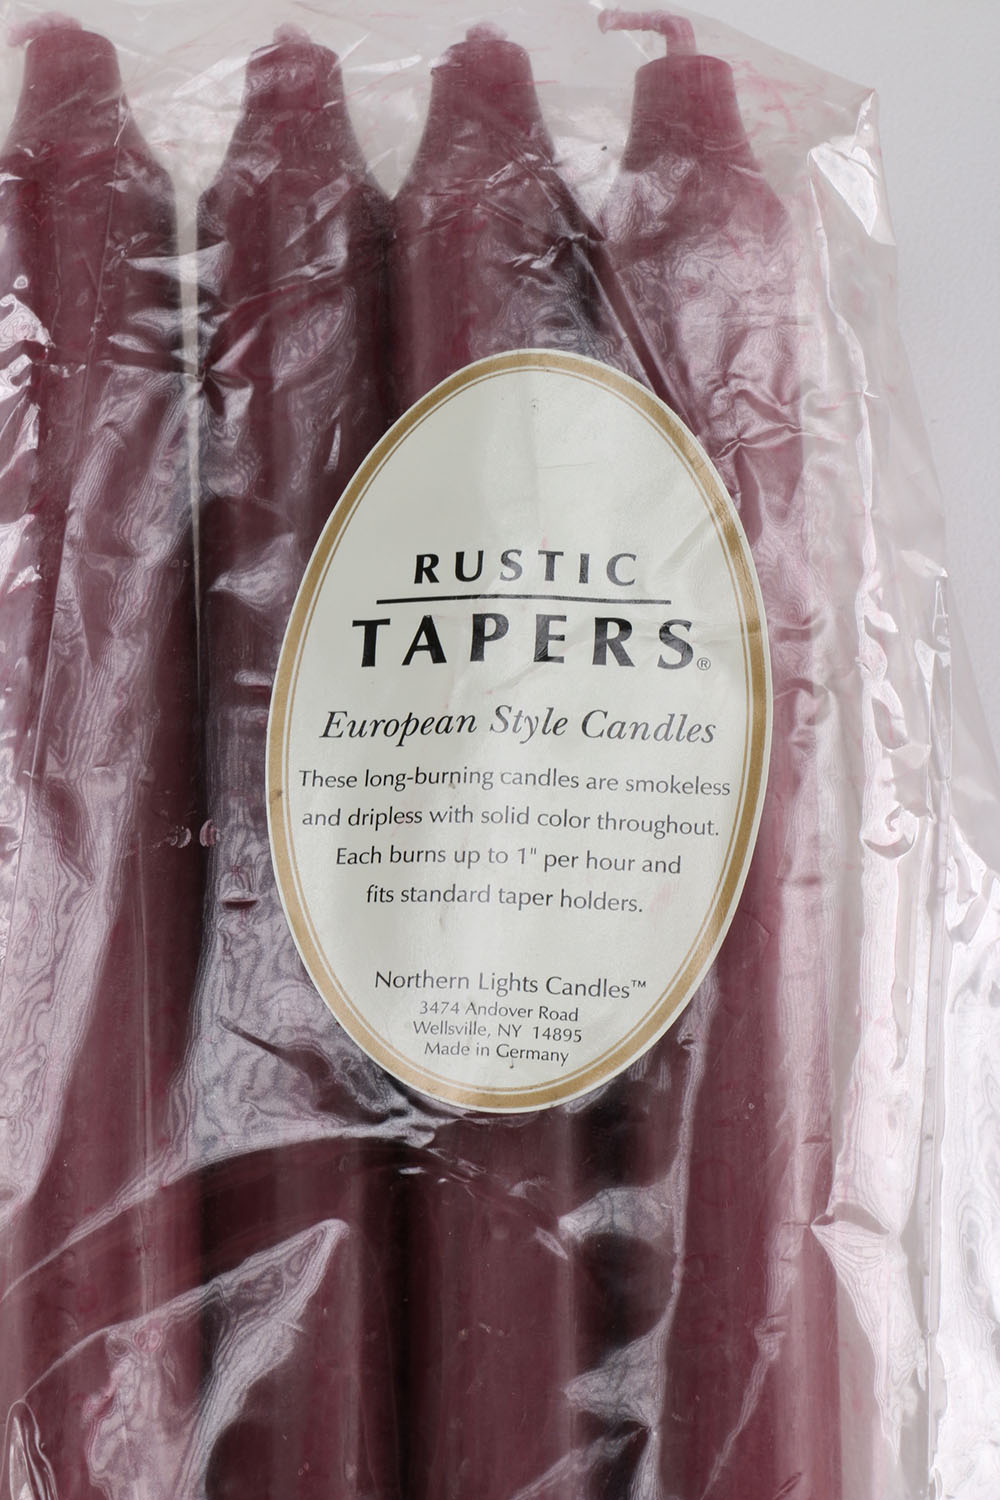 RUSTIC
TAPERS®
European Style Candles
These long-burning candles are smokeless
and dripless with solid color throughout.
Each burns up to 1" per hour and
fits standard taper holders.
Northern Lights Candles™
3474 Andover Road
Wellsville, NY 14895
Made in Germany